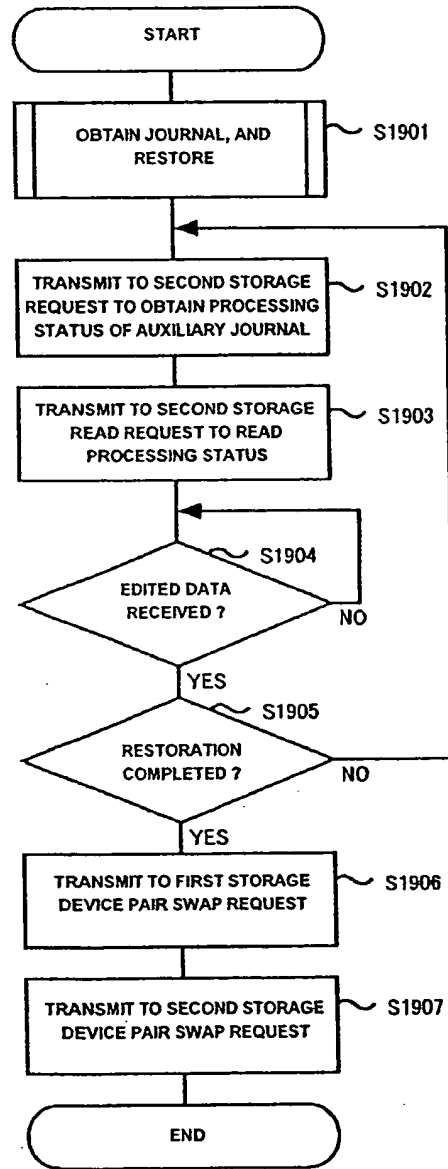 START
OBTAIN JOURNAL, AND
RESTORE
S1901
TRANSMIT TO SECOND STORAGE
REQUEST TO OBTAIN PROCESSING
STATUS OF AUXILIARY JOURNAL
S1902
TRANSMIT TO SECOND STORAGE
READ REQUEST TO READ
PROCESSING STATUS
S1903
S1904
EDITED DATA
RECEIVED ?
NO
YES
S1905
RESTORATION
COMPLETED ?
NO
YES
TRANSMIT TO FIRST STORAGE
DEVICE PAIR SWAP REQUEST
S1906
TRANSMIT TO SECOND STORAGE
DEVICE PAIR SWAP REQUEST
S1907
END